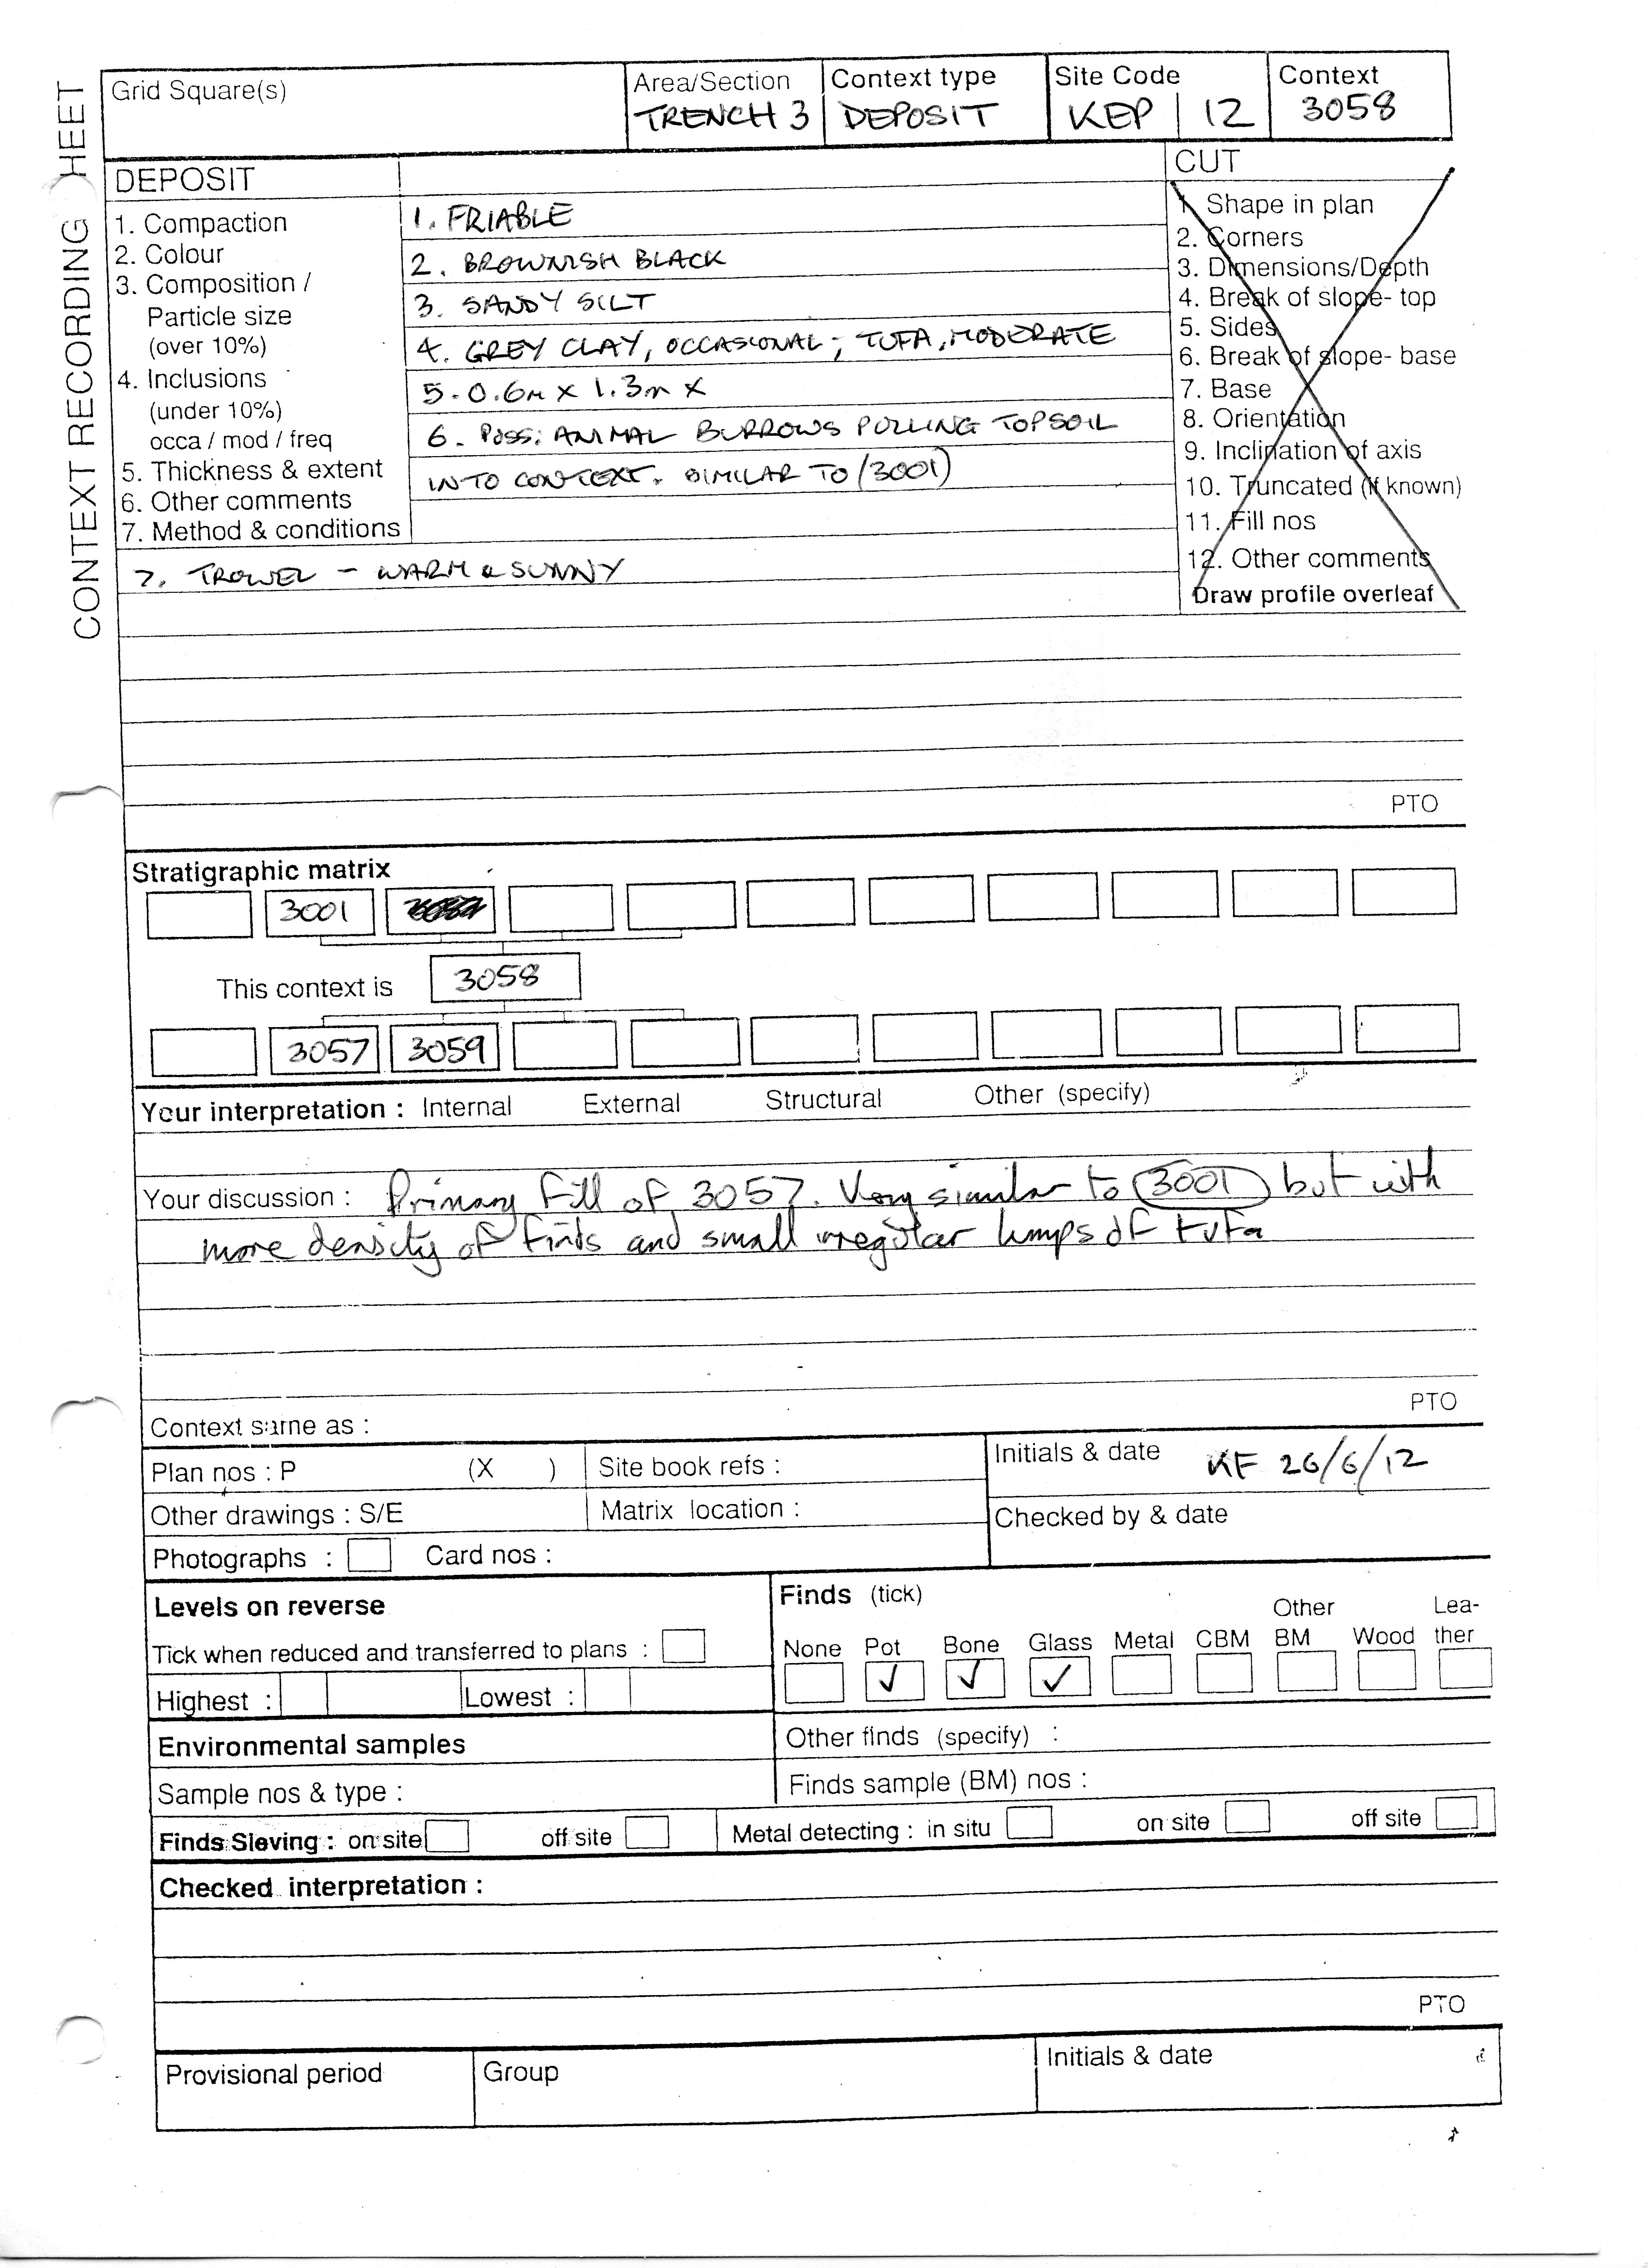 CONTEXT RECORDING HEET
Grid Square(s)
Area/Section
TRENCH 3
Context type
DEPOSIT
Site Code
KEP 12
Context
3058
DEPOSIT
1. Compaction
2. Colour
3. Composition /
Particle size
(over 10%)
4. Inclusions
(under 10%)
occa / mod / freq
5. Thickness & extent
6. Other comments
7. Method & conditions
1. FRIABLE
2. BROWNISH BLACK
3. SANDY SILT
4. GREY CLAY, OCCASIONAL; TUFA, MODERATE
5. 0.6m x 1.3m x
6. POSS. ANIMAL BURROWS PULLING TOPSOIL
INTO CONTEXT. SIMILAR TO (3001)
7. TROWEL - WARM & SUNNY
CUT
1. Shape in plan
2. Corners
3. Dimensions/Depth
4. Break of slope- top
5. Sides
6. Break of slope- base
7. Base
8. Orientation
9. Inclination of axis
10. Truncated (if known)
11. Fill nos
12. Other comments
Draw profile overleaf
PTO
Stratigraphic matrix
3001
This context is 3058
3057 3059
Your interpretation : Internal External Structural Other (specify)
Your discussion : Primary fill of 3057. Very similar to (3001) but with
more density of finds and small irregular lumps of tufa
PTO
Context same as :
Plan nos : P (X )
Site book refs :
Initials & date KF 26/6/12
Other drawings : S/E
Matrix location :
Checked by & date
Photographs : Card nos :
Levels on reverse
Tick when reduced and transferred to plans :
Highest : Lowest :
Finds (tick)
None Pot Bone Glass Metal CBM Other BM Wood Lea-ther
✓ ✓ ✓
Environmental samples
Other finds (specify) :
Sample nos & type :
Finds sample (BM) nos :
Finds Sieving : on site off site
Metal detecting : in situ on site off site
Checked interpretation :
PTO
Provisional period
Group
Initials & date